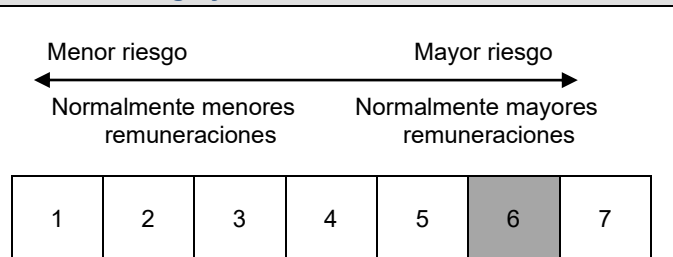 Menor riesgo Mayor riesgo
Normalmente menores Normalmente mayores
remuneraciones remuneraciones
1 2 3 4 5 6 7